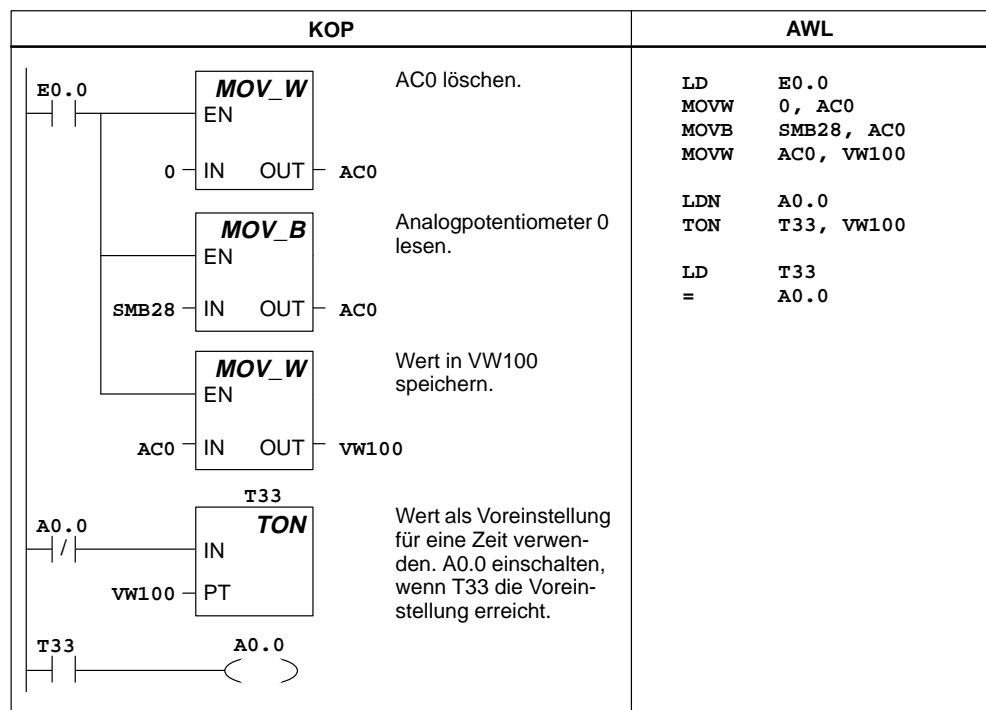 KOP
AWL
E0.0
MOV_W
EN
0
IN OUT
AC0
AC0 löschen.
MOV_B
EN
SMB28
IN OUT
AC0
Analogpotentiometer 0
lesen.
MOV_W
EN
AC0
IN OUT
VW100
Wert in VW100
speichern.
T33
A0.0
/
TON
IN
VW100
PT
Wert als Voreinstellung
für eine Zeit verwen-
den. A0.0 einschalten,
wenn T33 die Vorein-
stellung erreicht.
T33
A0.0
LD E0.0
MOVW 0, AC0
MOVB SMB28, AC0
MOVW AC0, VW100
LDN A0.0
TON T33, VW100
LD T33
= A0.0